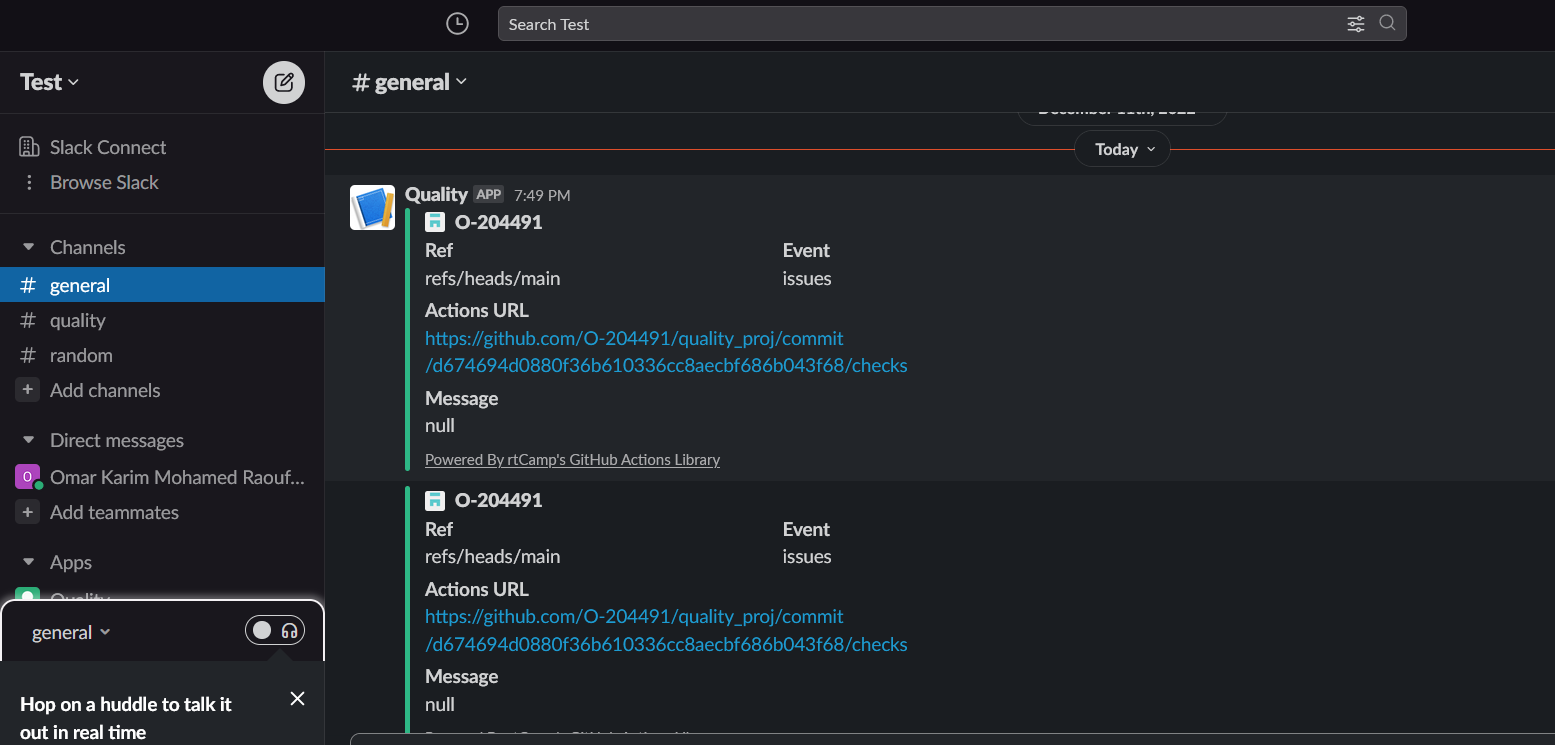 Search Test
Test
Slack Connect
Browse Slack
Channels
# general
# quality
# random
+ Add channels
Direct messages
O Omar Karim Mohamed Raouf...
+ Add teammates
Apps
Quality
general
Hop on a huddle to talk it
out in real time
# general
December 11th, 2022
Today
Quality APP 7:49 PM
O-204491
Ref Event
refs/heads/main issues
Actions URL
https://github.com/O-204491/quality_proj/commit
/d674694d0880f36b610336cc8aecbf686b043f68/checks
Message
null
Powered By rtCamp's GitHub Actions Library
O-204491
Ref Event
refs/heads/main issues
Actions URL
https://github.com/O-204491/quality_proj/commit
/d674694d0880f36b610336cc8aecbf686b043f68/checks
Message
null